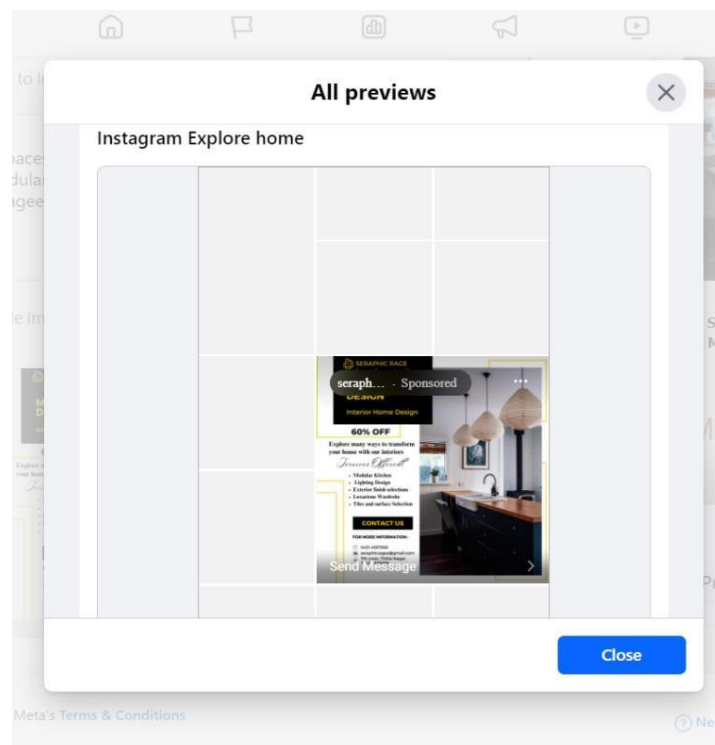 All previews
Instagram Explore home
SERAPHIC RAGE
seraph... · Sponsored
DESIGN
Interior Home Design
60% OFF
Explore many ways to transform
your home with our interiors
Services Offered!
• Modular Kitchen
• Lighting Design
• Exterior finish selections
• Luxurious Wardrobe
• Tiles and surface Selection
CONTACT US
FOR MORE INFORMATION:
Send Message
Close
Meta's Terms & Conditions